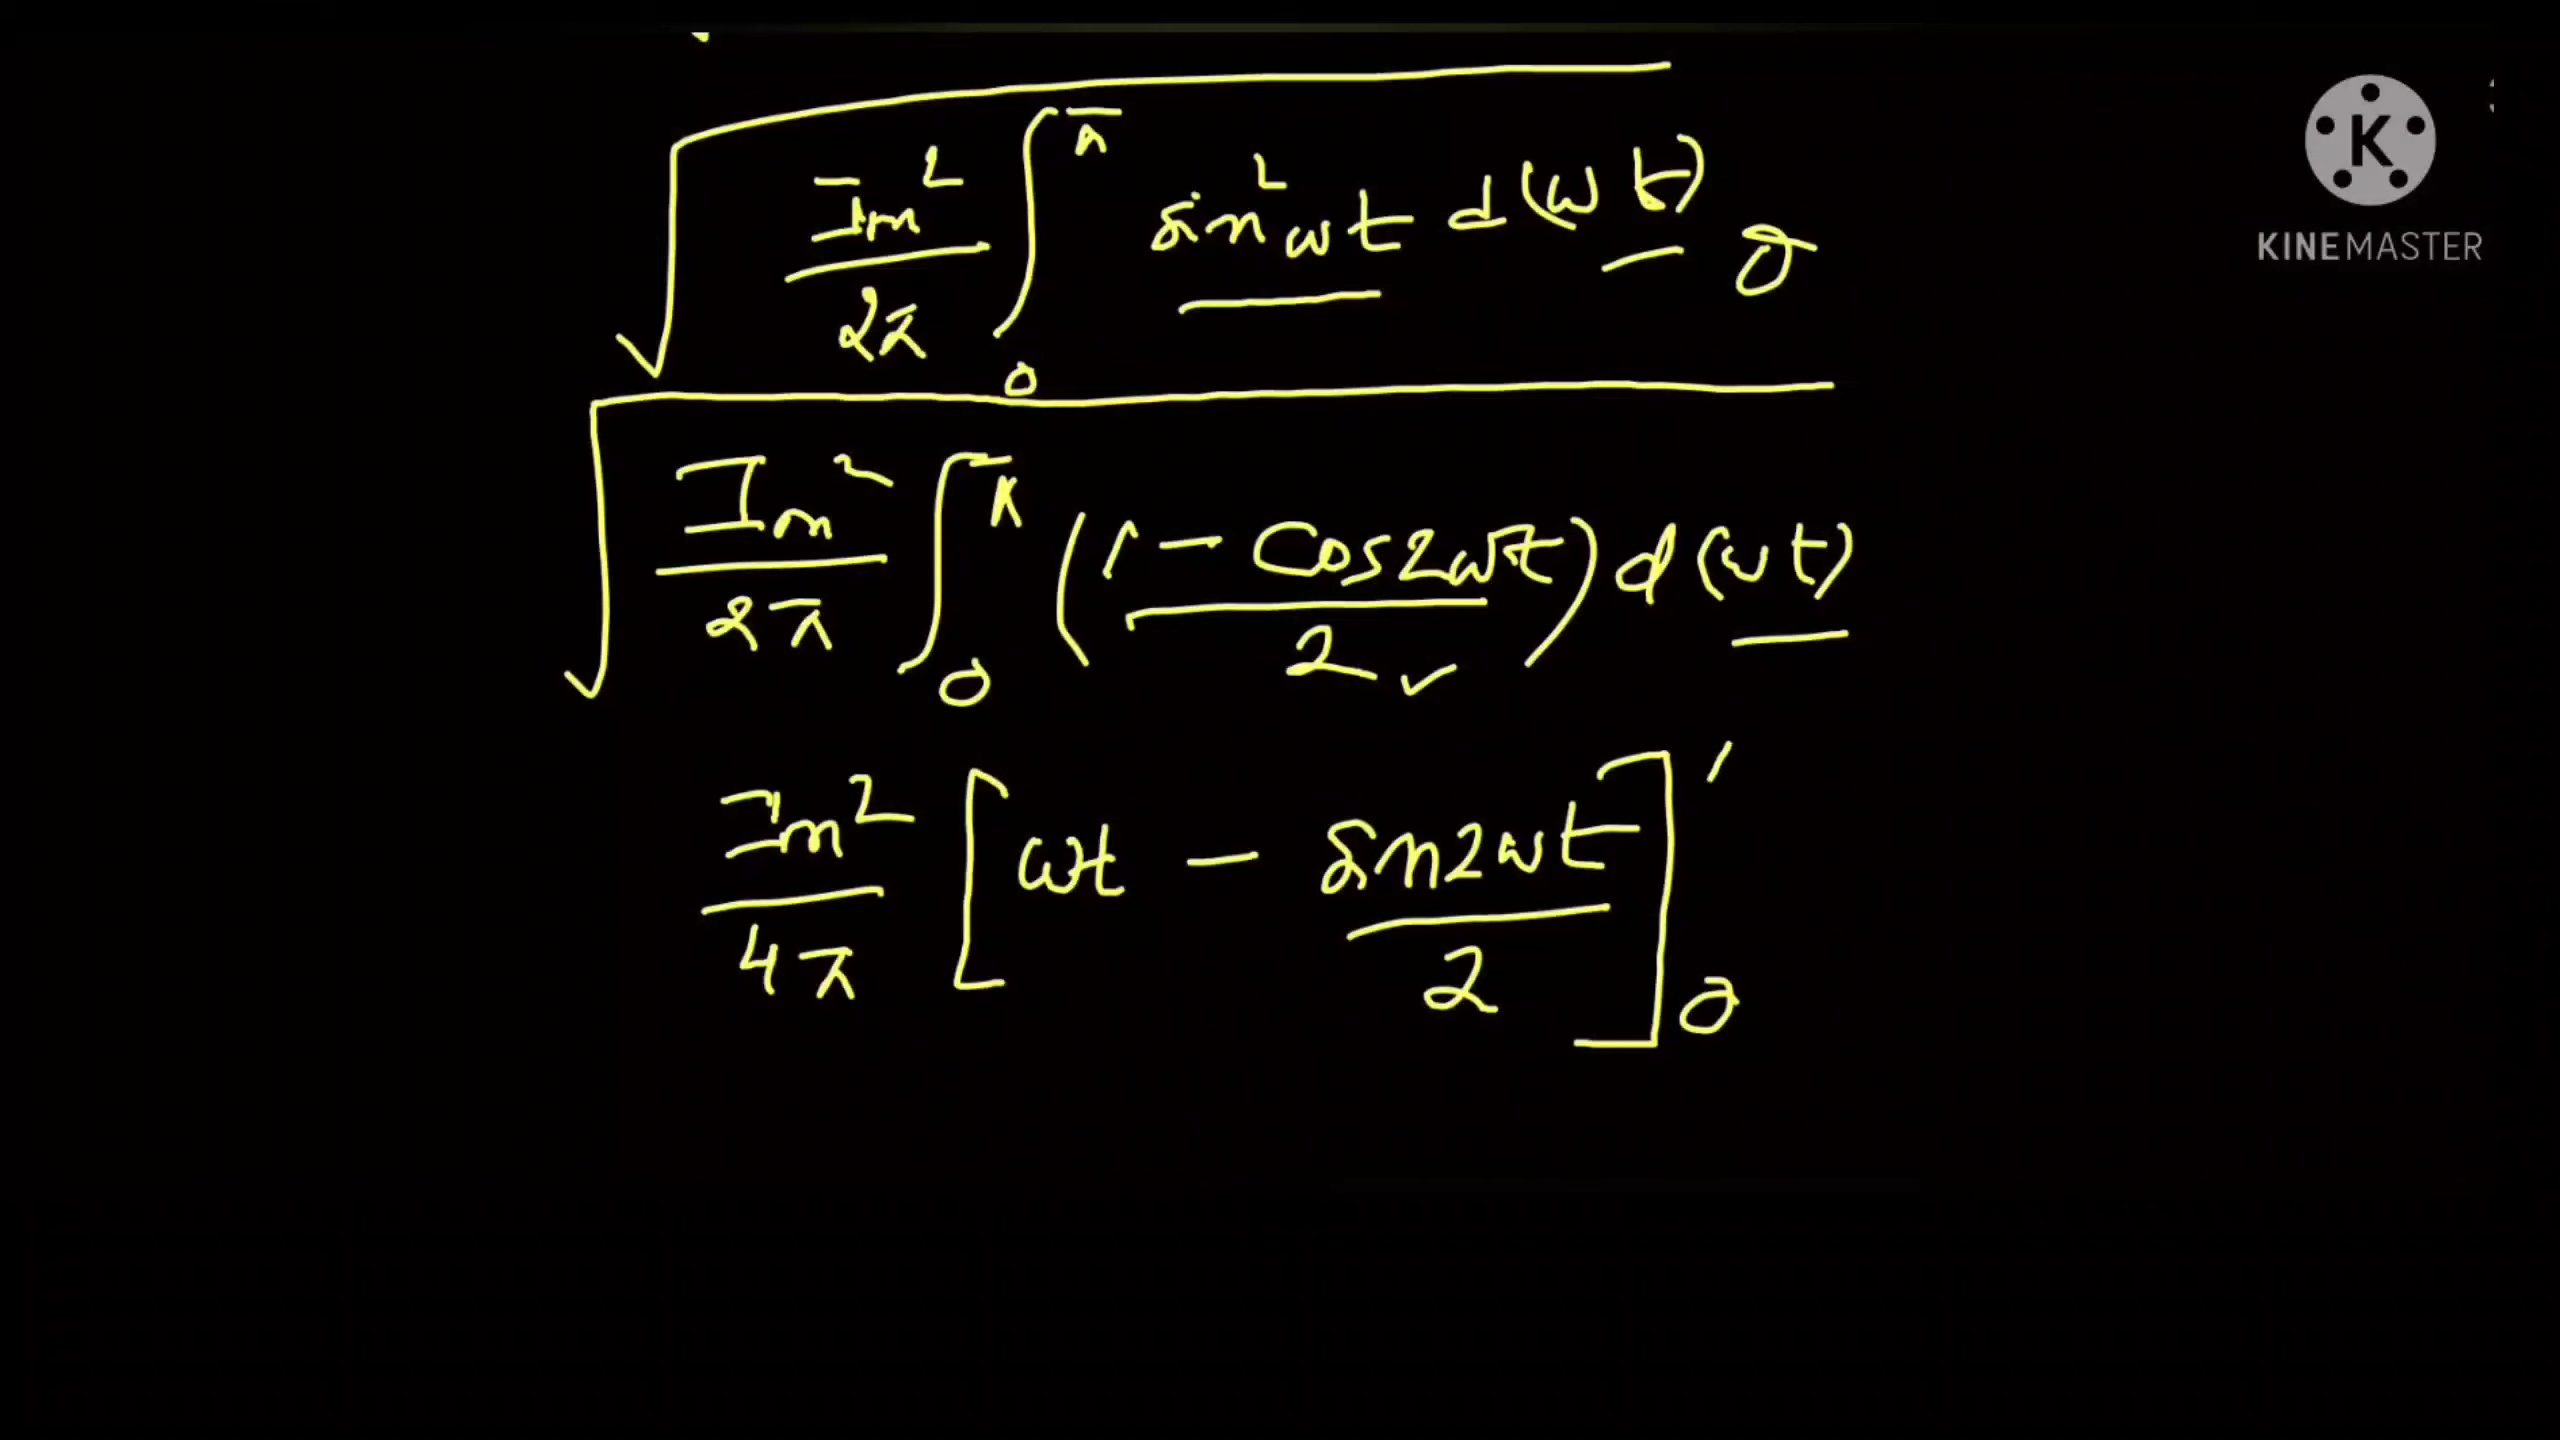 √(Im²/2π ∫₀^π sin²ωt d(ωt)) 0
K
KINEMASTER
√(Im²/2π ∫₀^π (1 - Cos2ωt/2) d(ωt))
Im²/4π [ωt - sin2ωt/2]₀